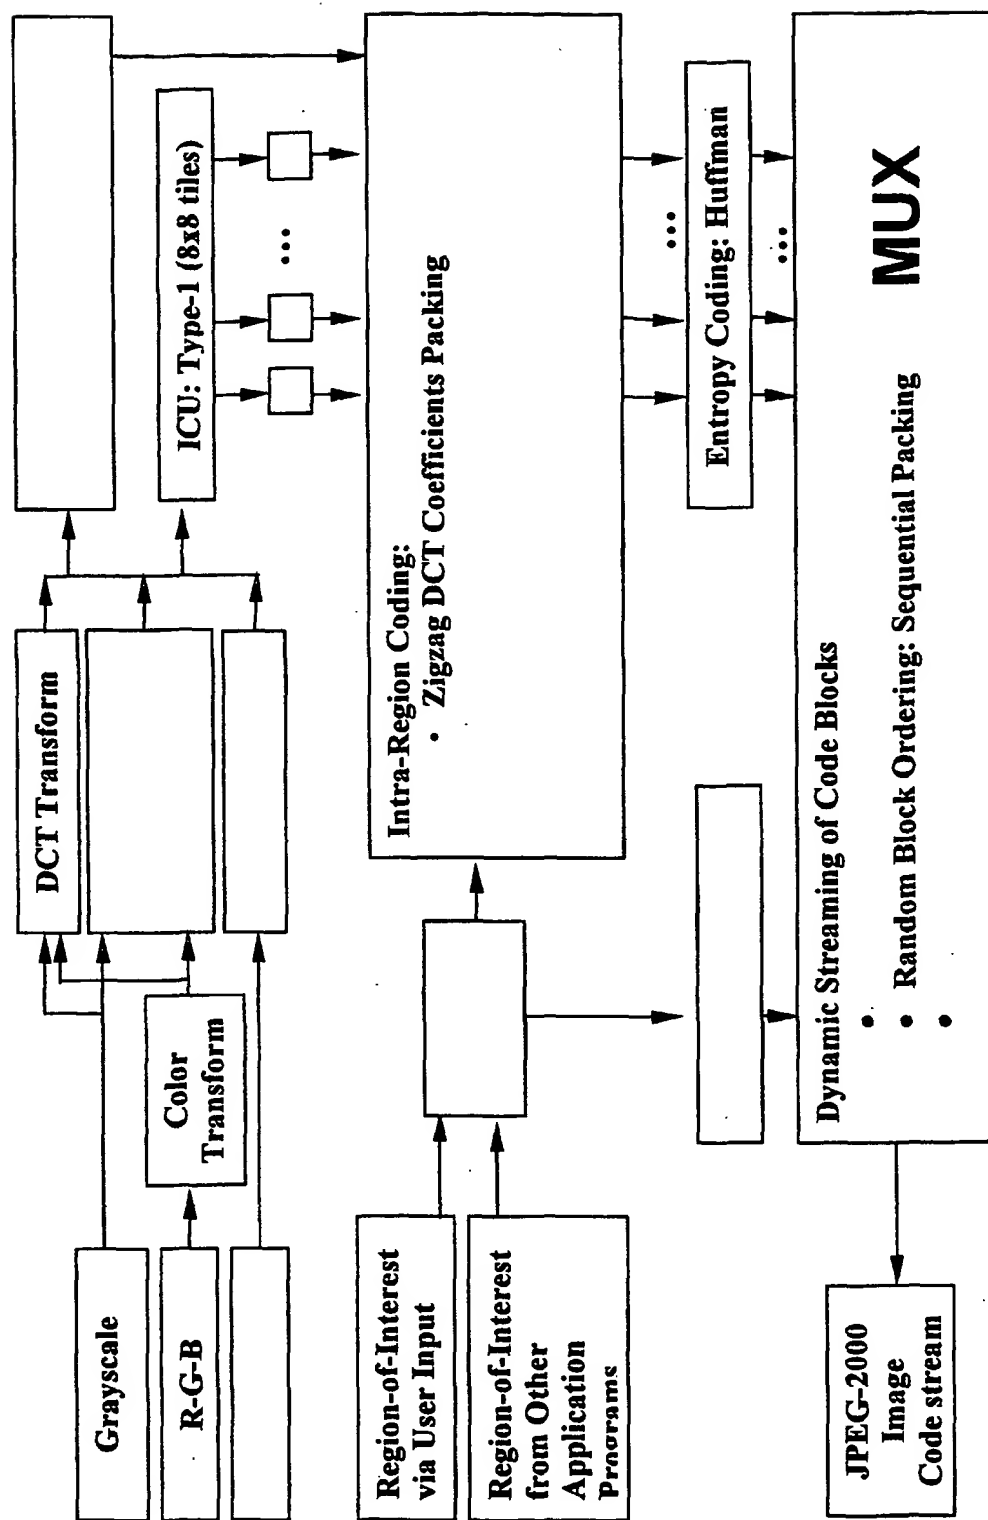 Grayscale
R-G-B
Color
Transform
DCT Transform
ICU: Type-1 (8x8 tiles)
...
Region-of-Interest
via User Input
Region-of-Interest
from Other
Application
Programs
Intra-Region Coding:
• Zigzag DCT Coefficients Packing
...
Entropy Coding: Huffman
...
Dynamic Streaming of Code Blocks
•
• Random Block Ordering: Sequential Packing
•
MUX
JPEG-2000
Image
Code stream